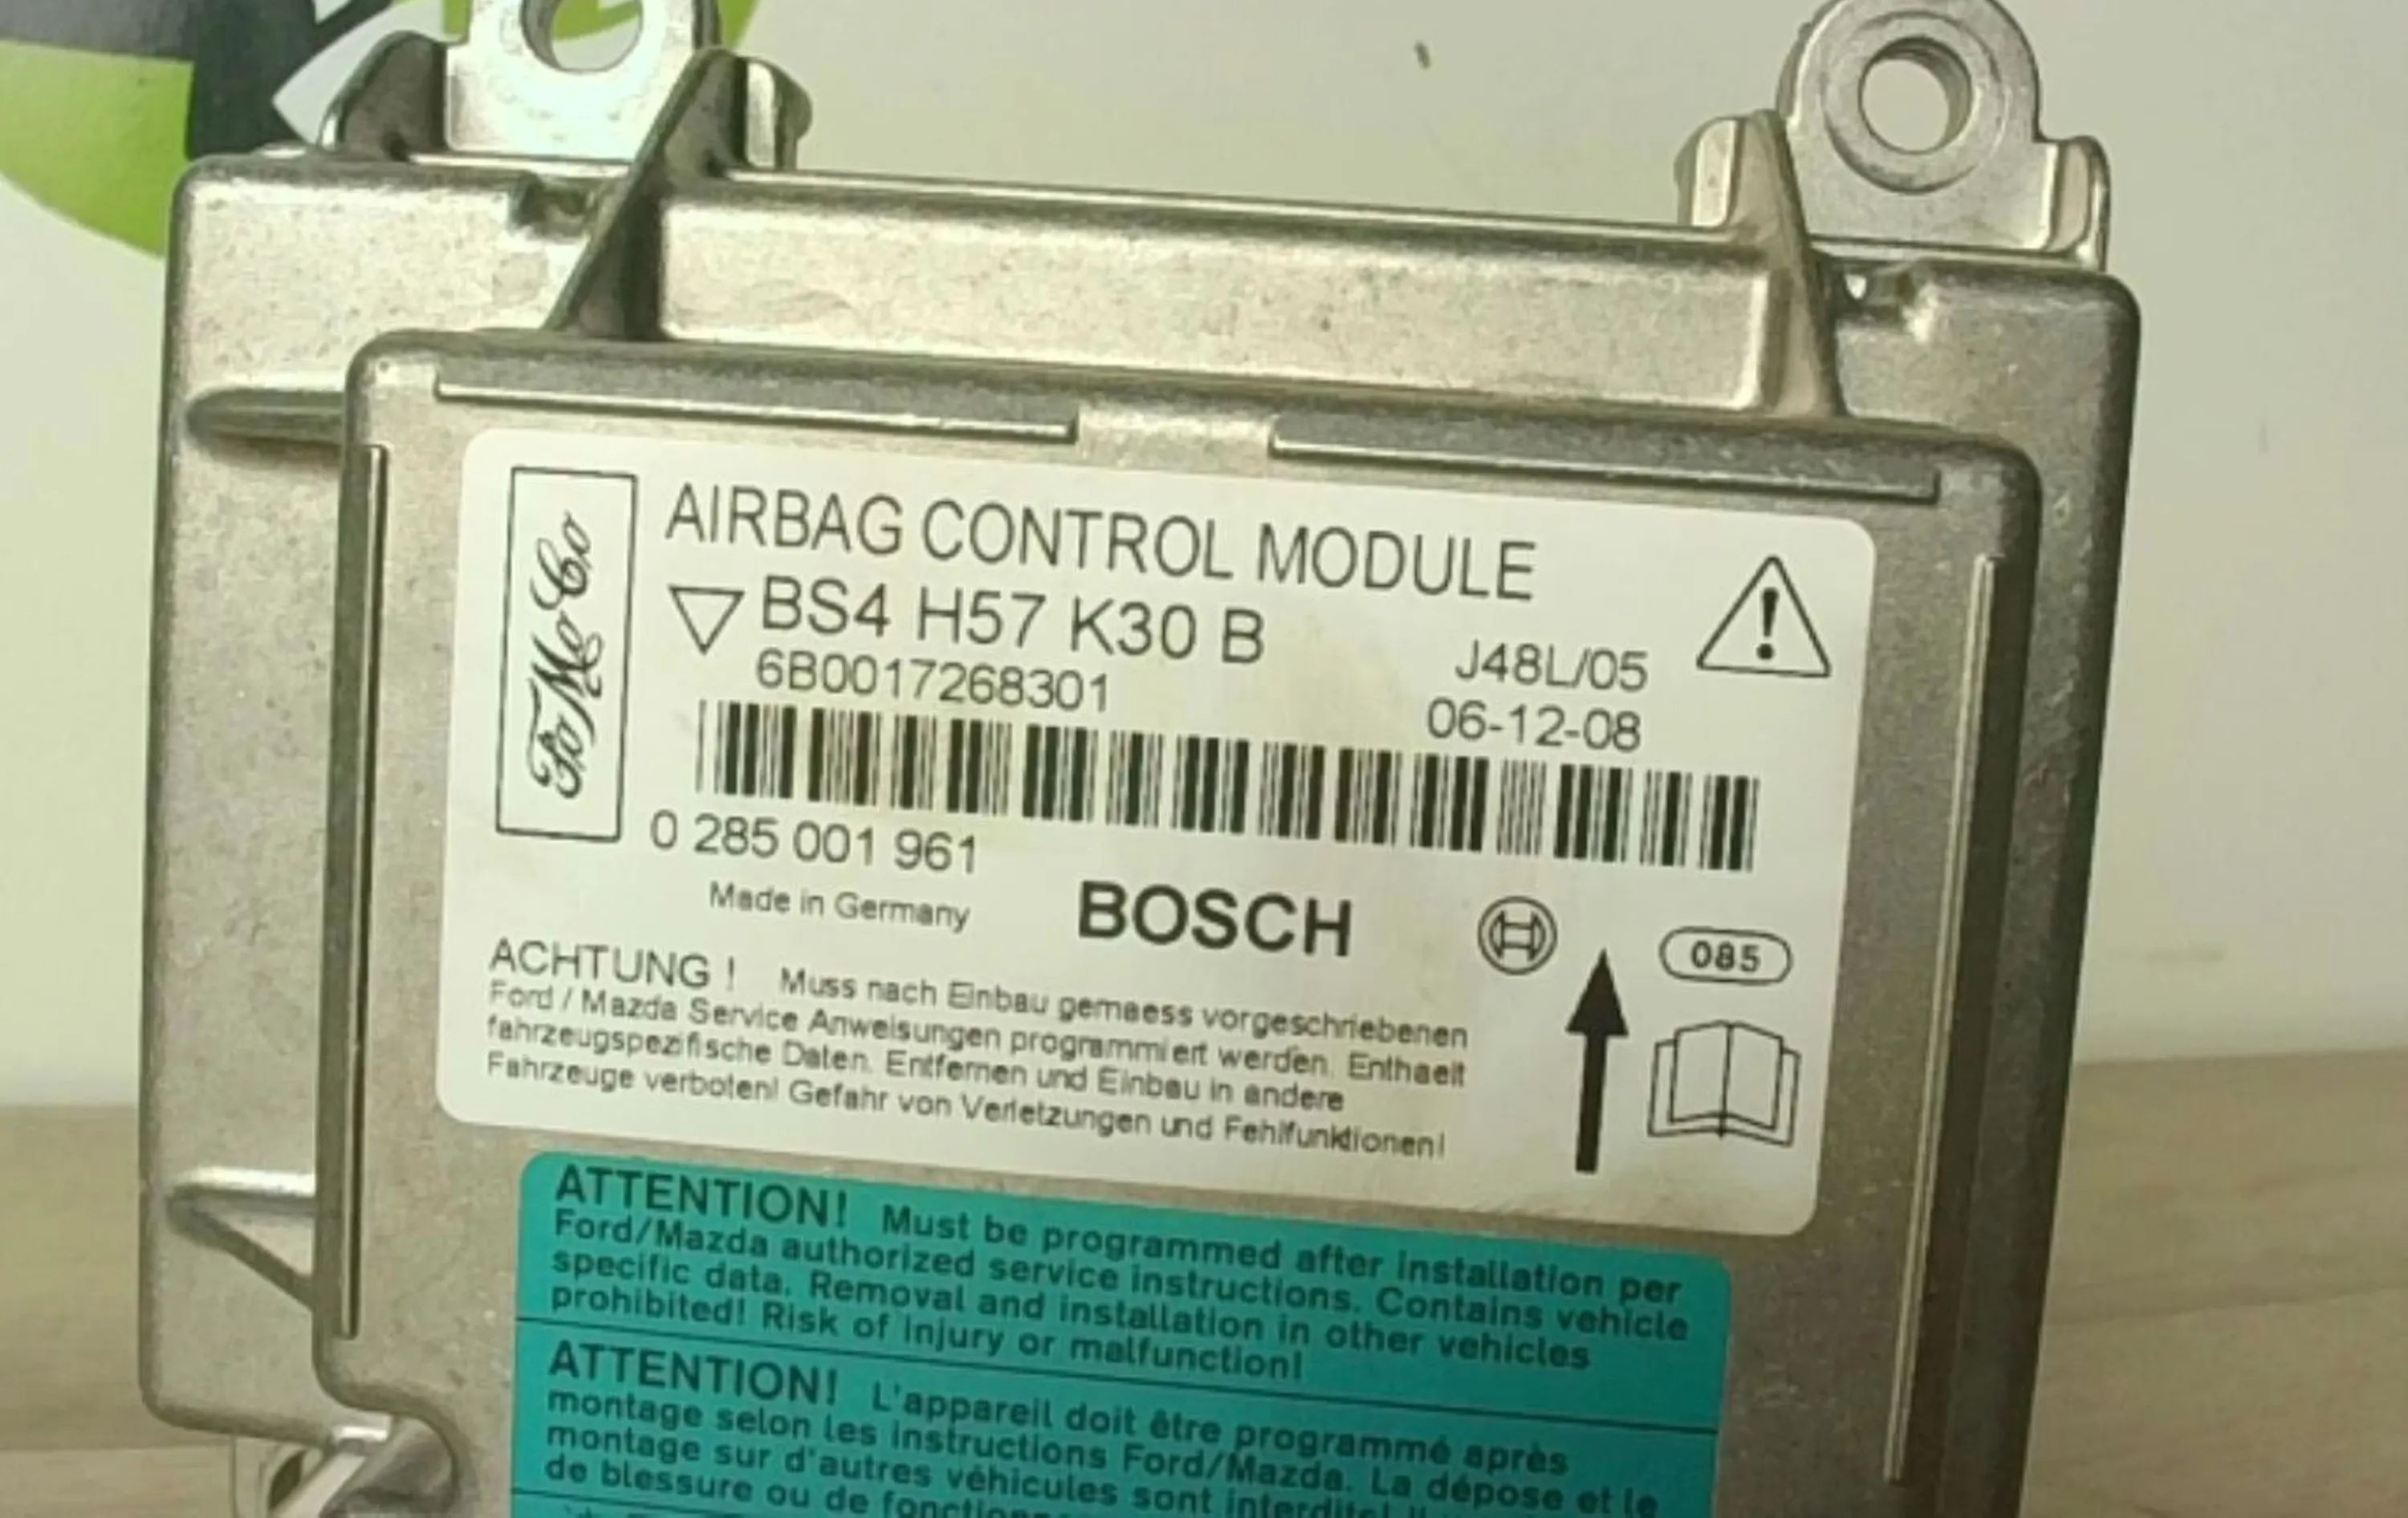 FoMoCo
AIRBAG CONTROL MODULE
BS4 H57 K30 B
6B0017268301
J48L/05
06-12-08
0 285 001 961
Made in Germany
BOSCH
085
ACHTUNG ! Muss nach Einbau gemaess vorgeschriebenen
Ford / Mazda Service Anweisungen programmiert werden. Enthaelt
fahrzeugspezifische Daten. Entfernen und Einbau in andere
Fahrzeuge verboten! Gefahr von Verletzungen und Fehlfunktionen!
ATTENTION! Must be programmed after installation per
Ford/Mazda authorized service instructions. Contains vehicle
specific data. Removal and installation in other vehicles
prohibited! Risk of injury or malfunction!
ATTENTION! L'appareil doit être programmé après
montage selon les instructions Ford/Mazda. La dépose et le
montage sur d'autres véhicules sont interdits!
de blessure ou de